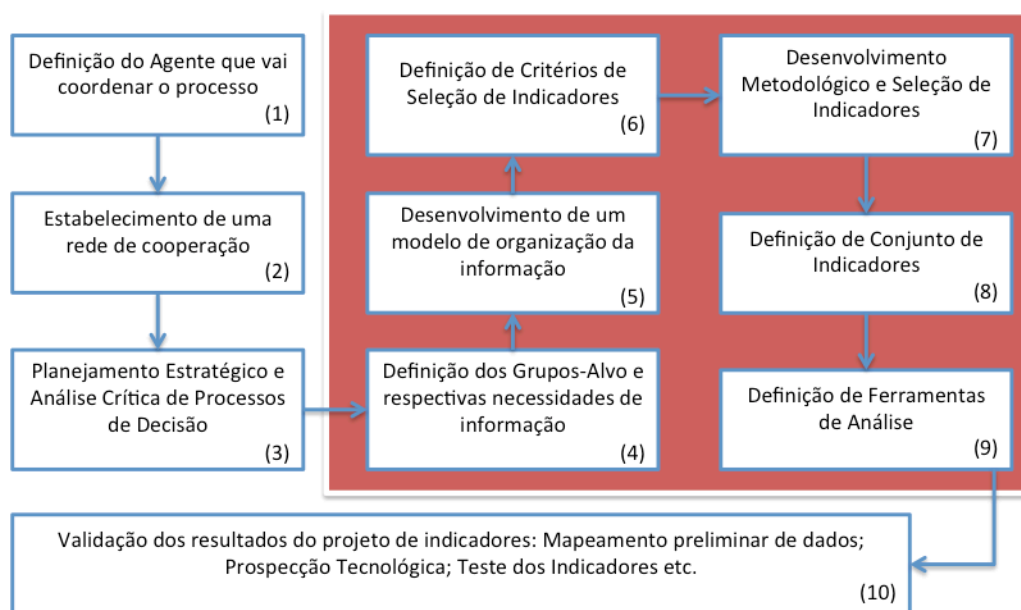 Definição do Agente que vai
coordenar o processo
(1)
Estabelecimento de uma
rede de cooperação
(2)
Planejamento Estratégico e
Análise Crítica de Processos
de Decisão
(3)
Definição dos Grupos-Alvo e
respectivas necessidades de
informação
(4)
Desenvolvimento de um
modelo de organização da
informação
(5)
Definição de Critérios de
Seleção de Indicadores
(6)
Desenvolvimento
Metodológico e Seleção de
Indicadores
(7)
Definição de Conjunto de
Indicadores
(8)
Definição de Ferramentas
de Análise
(9)
Validação dos resultados do projeto de indicadores: Mapeamento preliminar de dados;
Prospecção Tecnológica; Teste dos Indicadores etc.
(10)